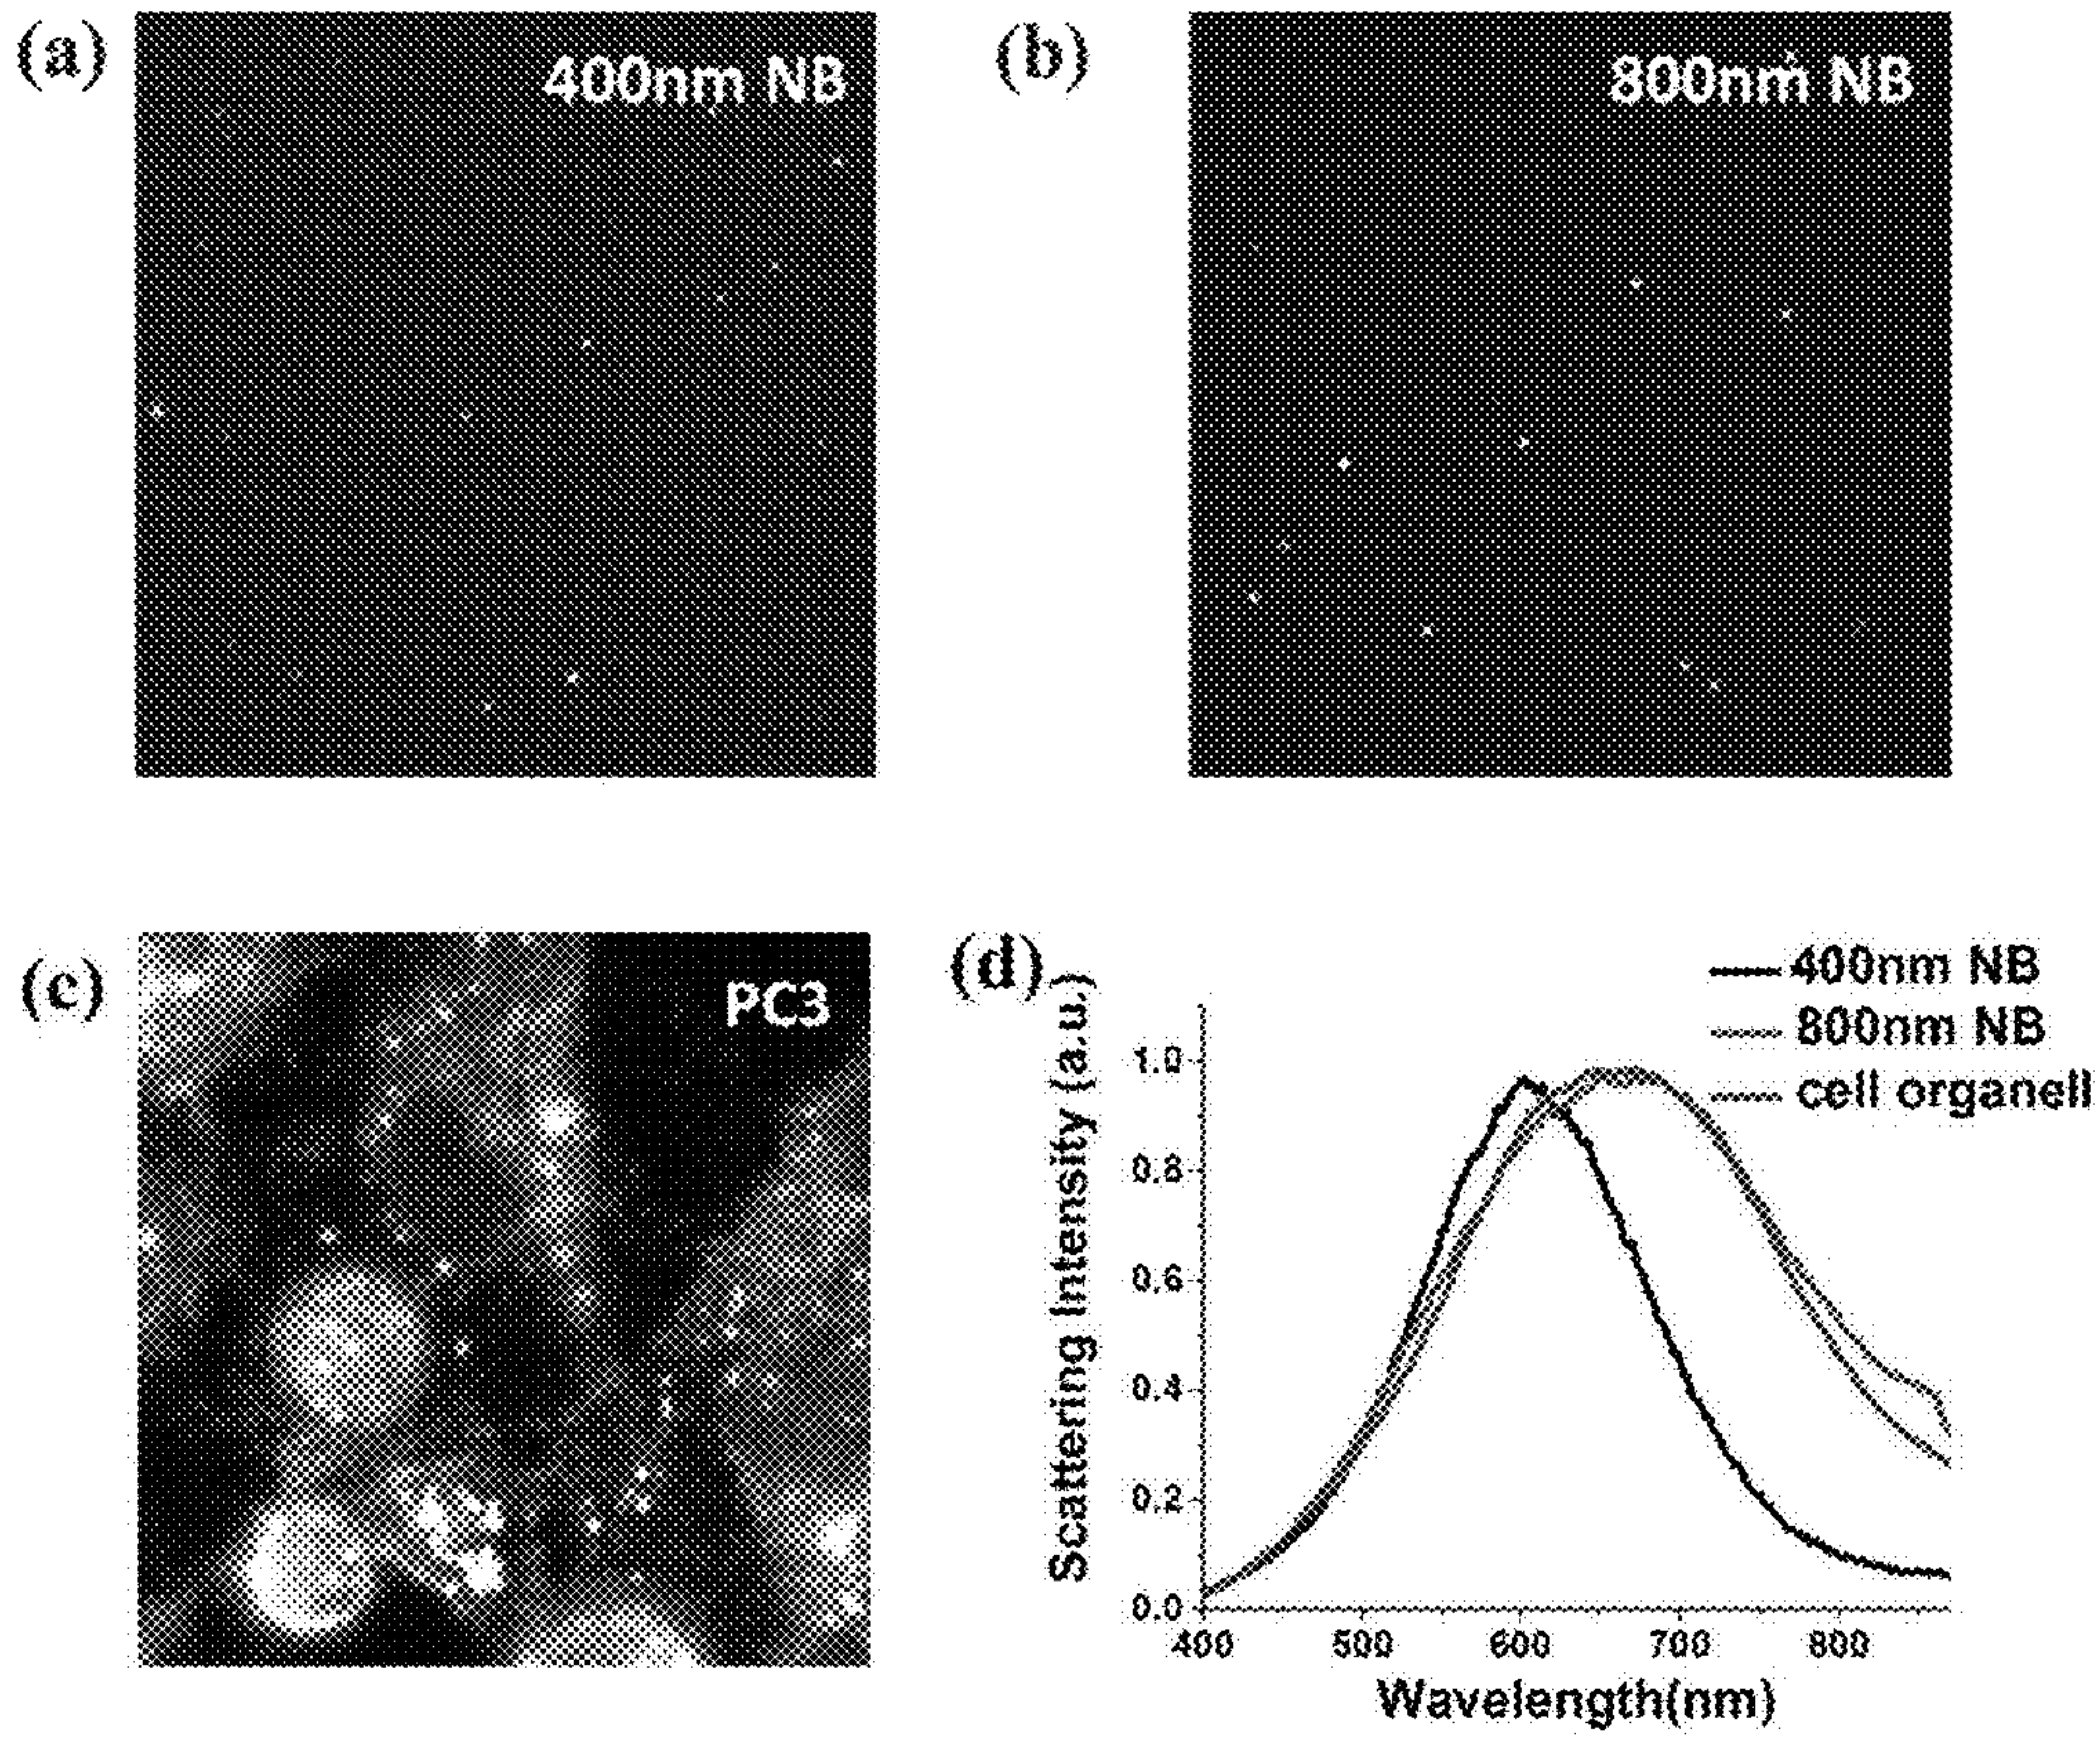 (a)
400nm NB
(b)
800nm NB
(c)
PC3
(d)
400nm NB
800nm NB
cell organell
Scattering Intensity (a.u.)
1.0
0.8
0.6
0.4
0.2
0.0
400 500 600 700 800
Wavelength(nm)